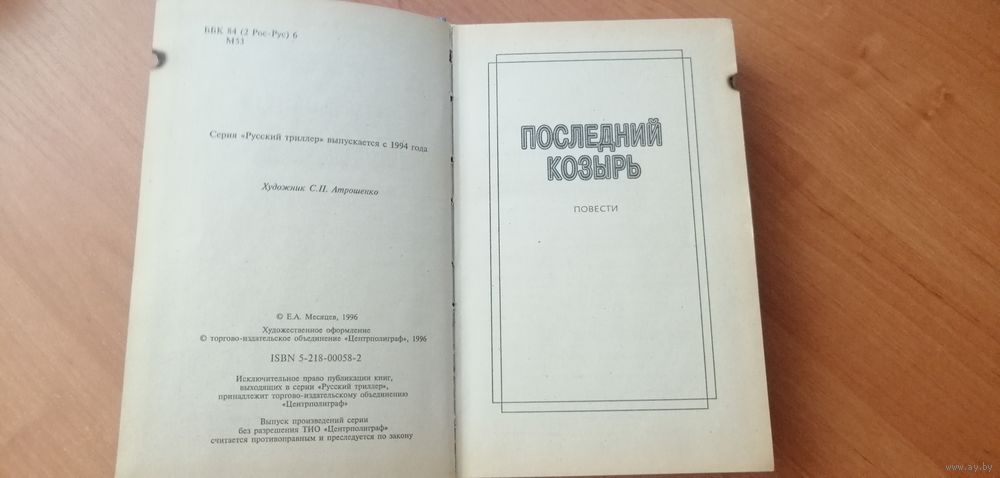 ББК 84 (2 Рос-Рус) 6
М53
Серия «Русский триллер» выпускается с 1994 года
Художник С.П. Атрошенко
© Е.А. Месяцев, 1996
Художественное оформление
© торгово-издательское объединение «Центрполиграф», 1996
ISBN 5-218-00058-2
Исключительное право публикации книг,
выходящих в серии «Русский триллер»,
принадлежит торгово-издательскому объединению
«Центрполиграф»
Выпуск произведений серии
без разрешения ТИО «Центрполиграф»
считается противоправным и преследуется по закону
ПОСЛЕДНИЙ
КОЗЫРЬ
ПОВЕСТИ
www.ay.by